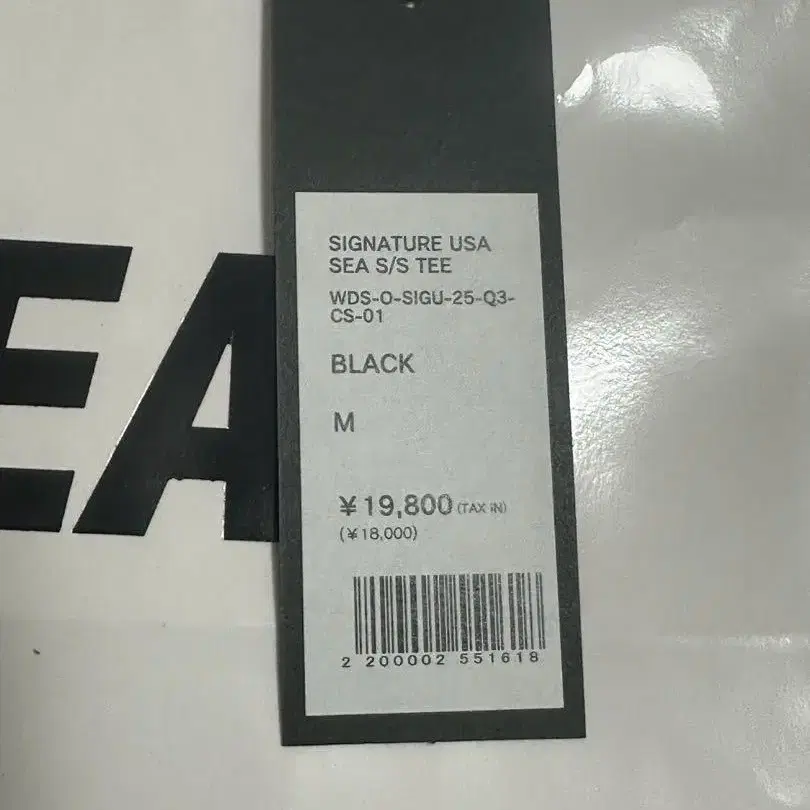 EA
SIGNATURE USA
SEA S/S TEE
WDS-O-SIGU-25-Q3-
CS-01
BLACK
M
¥19,800 (TAX IN)
(¥18,000)
2 200002 551618